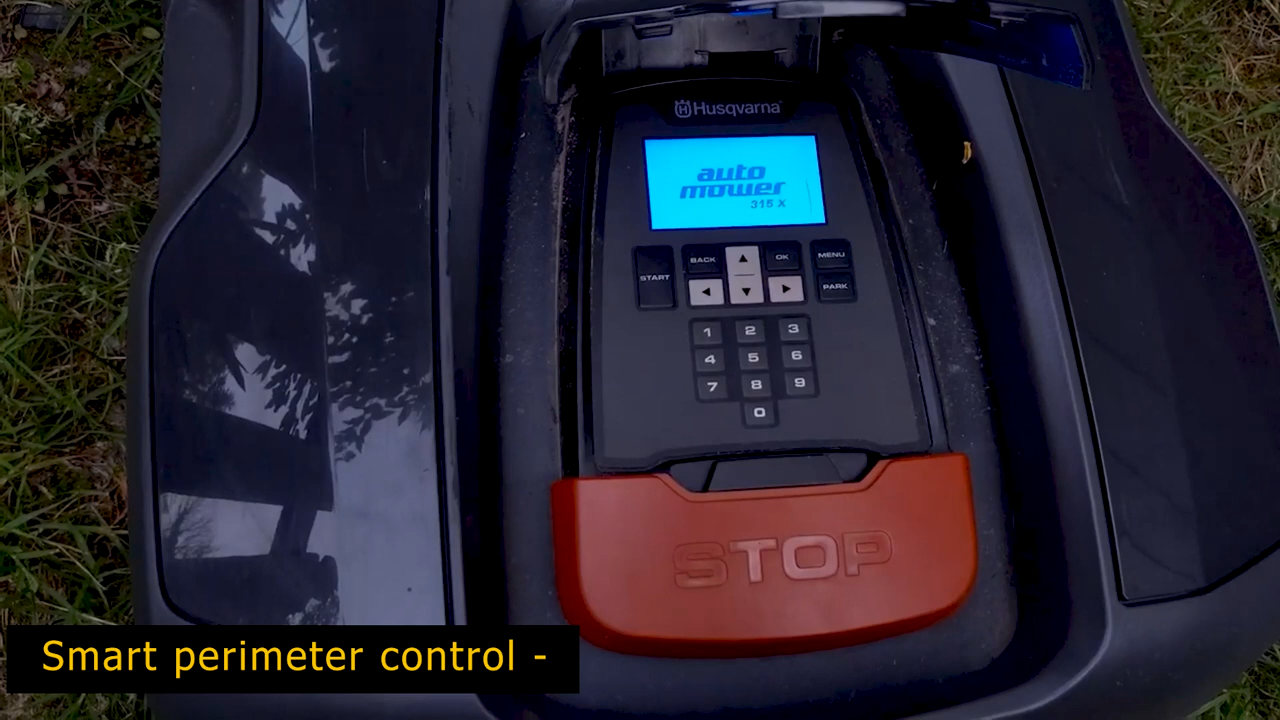 Husqvarna
auto
mower
315 X
START
BACK
OK
MENU
PARK
1 2 3
4 5 6
7 8 9
0
STOP
Smart perimeter control -